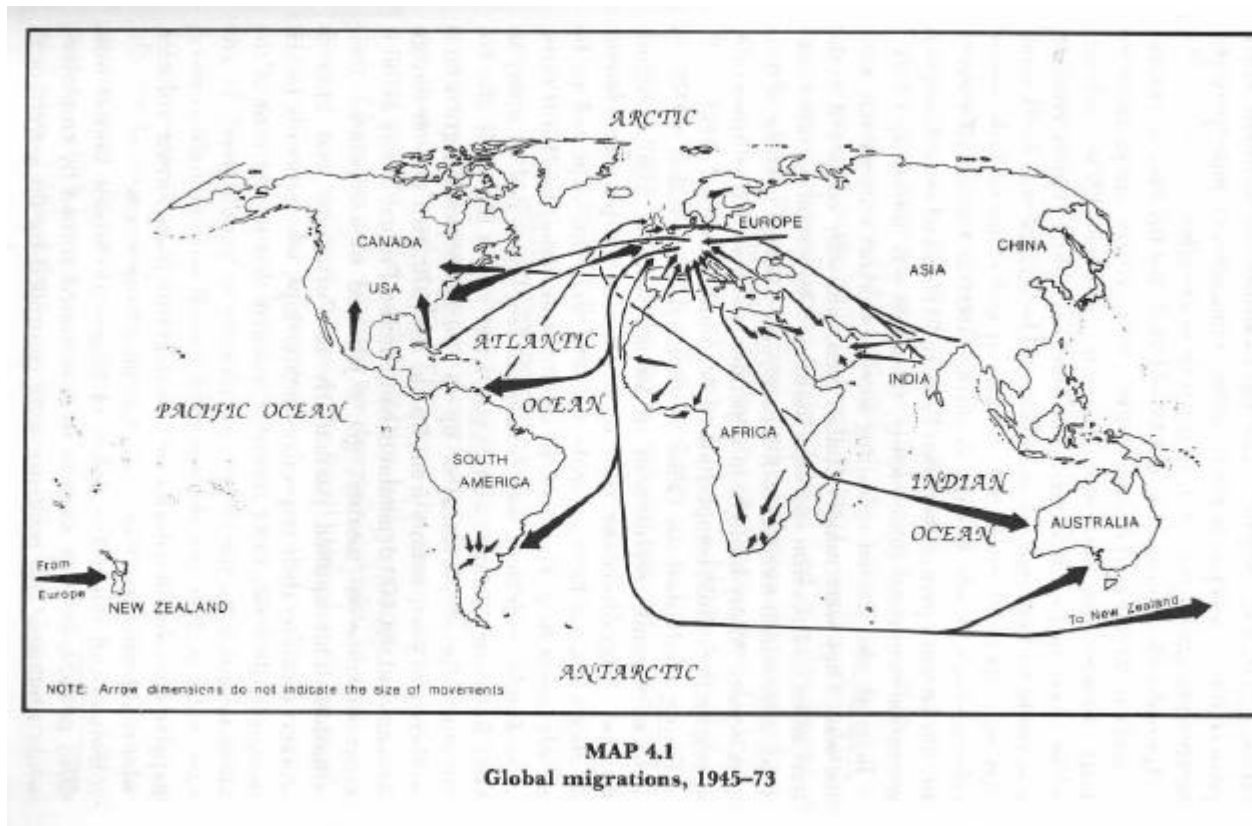 ARCTIC
EUROPE
CANADA
CHINA
ASIA
USA
ATLANTIC
INDIA
PACIFIC OCEAN
OCEAN
AFRICA
SOUTH
AMERICA
INDIAN
OCEAN
AUSTRALIA
From
Europe
NEW ZEALAND
To New Zealand
ANTARCTIC
NOTE: Arrow dimensions do not indicate the size of movements
MAP 4.1
Global migrations, 1945–73